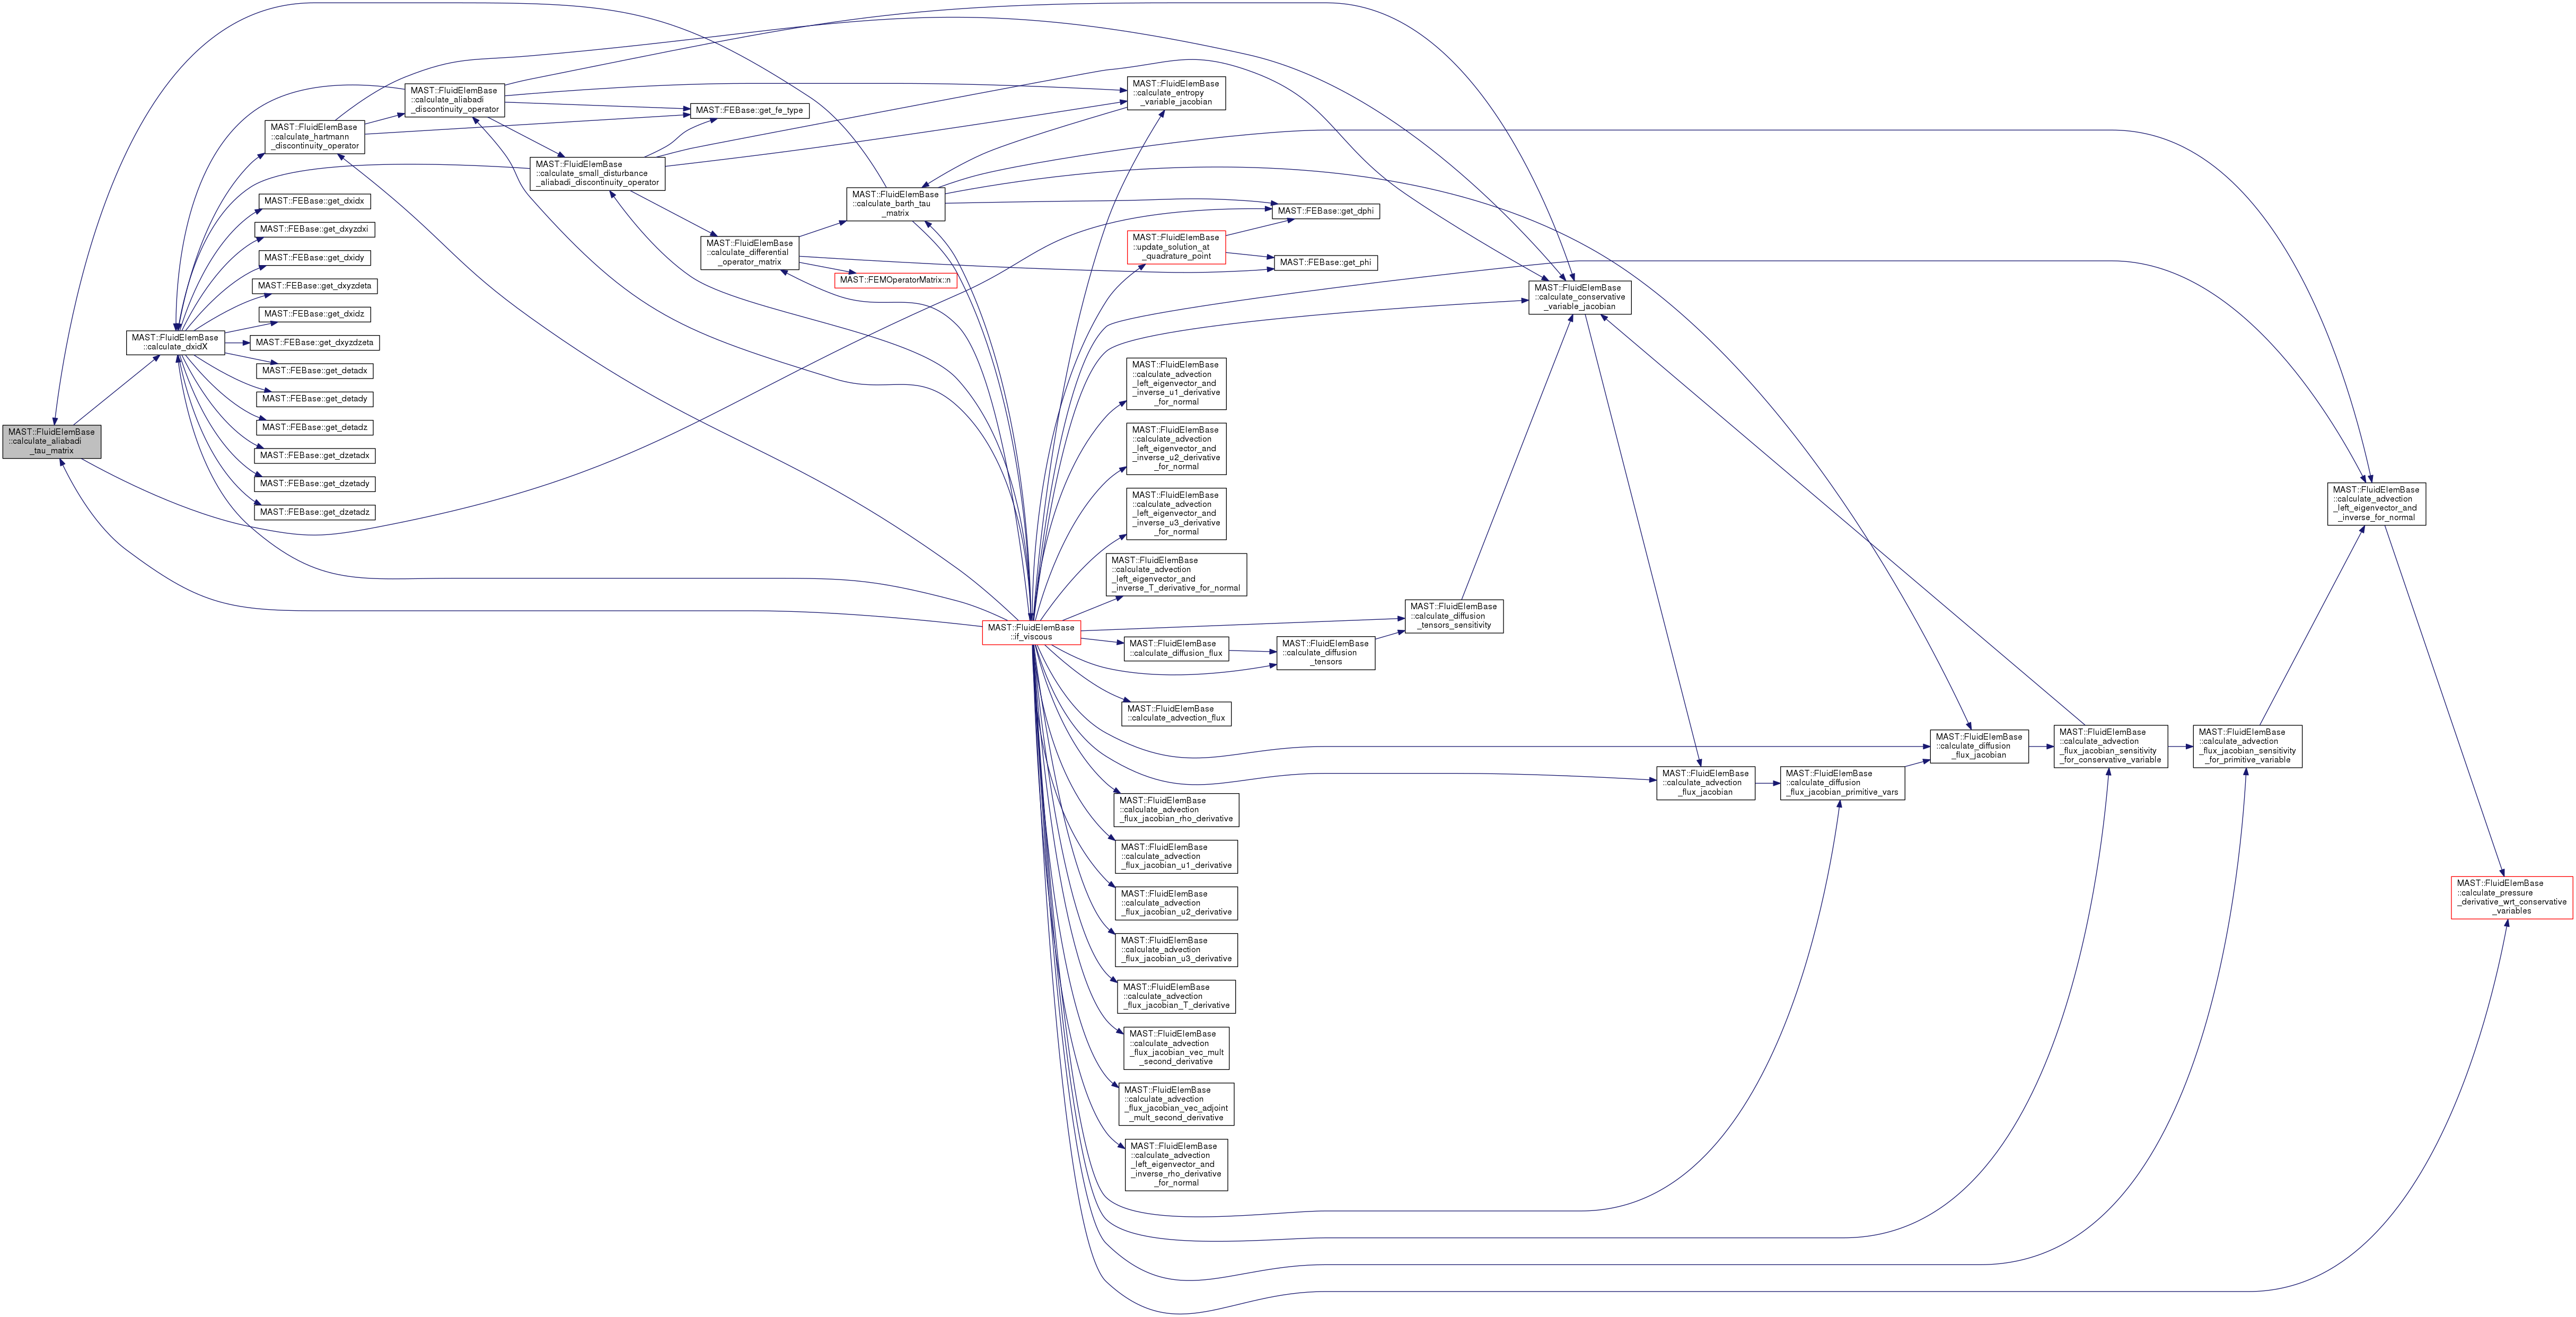 MAST::FluidElemBase
::calculate_aliabadi
_tau_matrix
MAST::FluidElemBase
::calculate_dxidX
MAST::FluidElemBase
::calculate_hartmann
_discontinuity_operator
MAST::FEBase::get_dxidx
MAST::FEBase::get_dxyzdxi
MAST::FEBase::get_dxidy
MAST::FEBase::get_dxyzdeta
MAST::FEBase::get_dxidz
MAST::FEBase::get_dxyzdzeta
MAST::FEBase::get_detadx
MAST::FEBase::get_detady
MAST::FEBase::get_detadz
MAST::FEBase::get_dzetadx
MAST::FEBase::get_dzetady
MAST::FEBase::get_dzetadz
MAST::FluidElemBase
::calculate_aliabadi
_discontinuity_operator
MAST::FluidElemBase
::calculate_small_disturbance
_aliabadi_discontinuity_operator
MAST::FEBase::get_fe_type
MAST::FluidElemBase
::calculate_differential
_operator_matrix
MAST::FluidElemBase
::calculate_barth_tau
_matrix
MAST::FEMOperatorMatrix::n
MAST::FluidElemBase
::if_viscous
MAST::FluidElemBase
::calculate_entropy
_variable_jacobian
MAST::FluidElemBase
::update_solution_at
_quadrature_point
MAST::FluidElemBase
::calculate_advection
_left_eigenvector_and
_inverse_u1_derivative
_for_normal
MAST::FluidElemBase
::calculate_advection
_left_eigenvector_and
_inverse_u2_derivative
_for_normal
MAST::FluidElemBase
::calculate_advection
_left_eigenvector_and
_inverse_u3_derivative
_for_normal
MAST::FluidElemBase
::calculate_advection
_left_eigenvector_and
_inverse_T_derivative_for_normal
MAST::FluidElemBase
::calculate_diffusion_flux
MAST::FluidElemBase
::calculate_advection_flux
MAST::FluidElemBase
::calculate_advection
_flux_jacobian_rho_derivative
MAST::FluidElemBase
::calculate_advection
_flux_jacobian_u1_derivative
MAST::FluidElemBase
::calculate_advection
_flux_jacobian_u2_derivative
MAST::FluidElemBase
::calculate_advection
_flux_jacobian_u3_derivative
MAST::FluidElemBase
::calculate_advection
_flux_jacobian_T_derivative
MAST::FluidElemBase
::calculate_advection
_flux_jacobian_vec_mult
_second_derivative
MAST::FluidElemBase
::calculate_advection
_flux_jacobian_vec_adjoint
_mult_second_derivative
MAST::FluidElemBase
::calculate_advection
_left_eigenvector_and
_inverse_rho_derivative
_for_normal
MAST::FEBase::get_dphi
MAST::FEBase::get_phi
MAST::FluidElemBase
::calculate_diffusion
_tensors
MAST::FluidElemBase
::calculate_diffusion
_tensors_sensitivity
MAST::FluidElemBase
::calculate_conservative
_variable_jacobian
MAST::FluidElemBase
::calculate_advection
_flux_jacobian
MAST::FluidElemBase
::calculate_diffusion
_flux_jacobian_primitive_vars
MAST::FluidElemBase
::calculate_diffusion
_flux_jacobian
MAST::FluidElemBase
::calculate_advection
_flux_jacobian_sensitivity
_for_conservative_variable
MAST::FluidElemBase
::calculate_advection
_flux_jacobian_sensitivity
_for_primitive_variable
MAST::FluidElemBase
::calculate_advection
_left_eigenvector_and
_inverse_for_normal
MAST::FluidElemBase
::calculate_pressure
_derivative_wrt_conservative
_variables